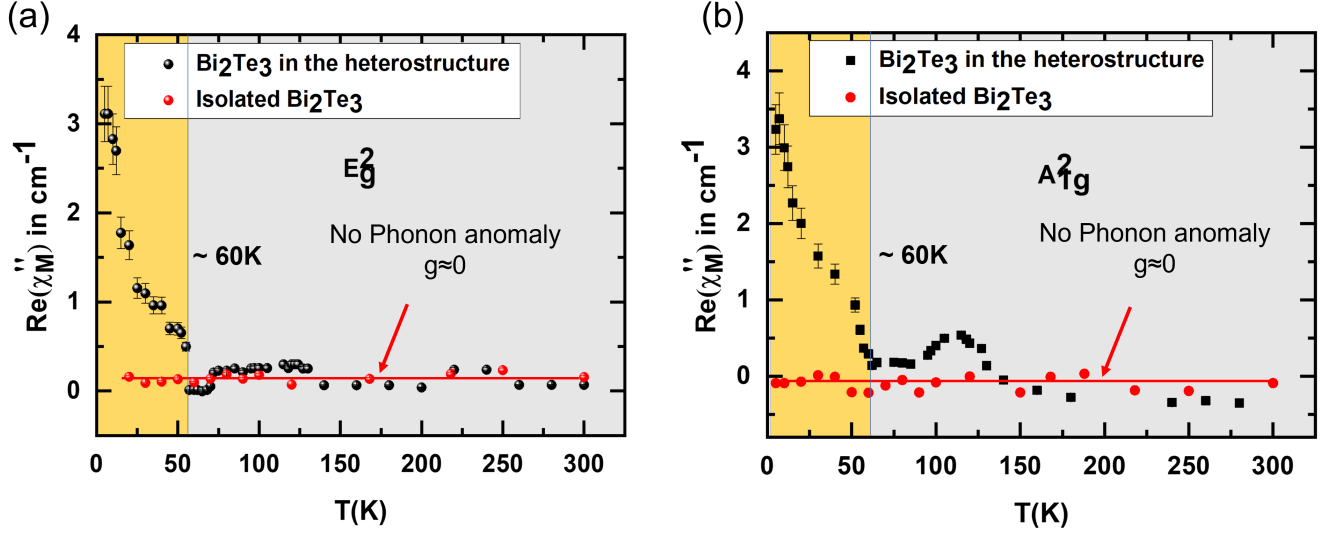 (a)
4
3
2
1
0
0 50 100 150 200 250 300
Re(χ''M) in cm-1
T(K)
Bi2Te3 in the heterostructure
Isolated Bi2Te3
E2g
No Phonon anomaly
g≈0
~ 60K
(b)
4
3
2
1
0
0 50 100 150 200 250 300
Re(χ''M) in cm-1
T(K)
Bi2Te3 in the heterostructure
Isolated Bi2Te3
A21g
No Phonon anomaly
g≈0
~ 60K